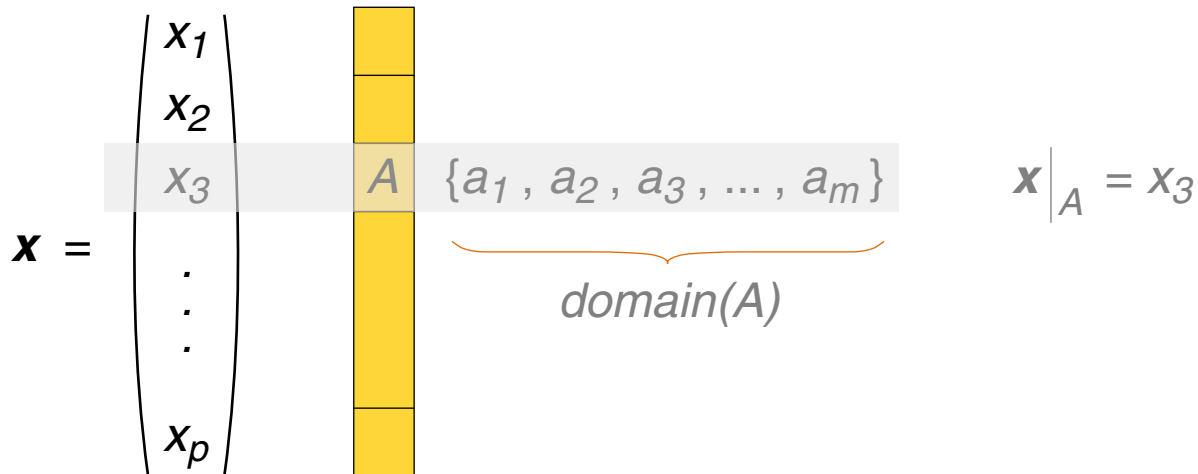 x₁
x₂
x₃ A {a₁ , a₂ , a₃ , ... , aₘ} x|A = x₃
x =
.
.
.
domain(A)
xₚ